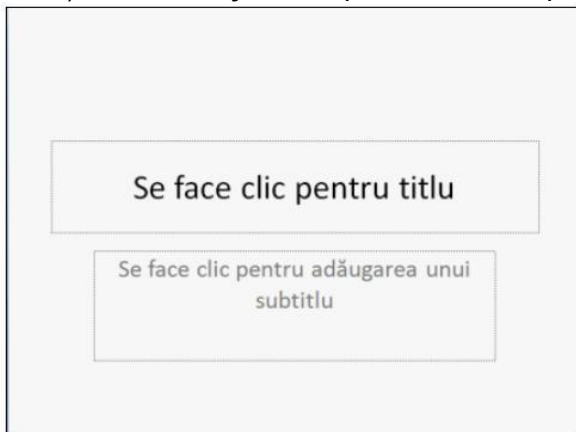 Se face clic pentru titlu
Se face clic pentru adăugarea unui
subtitlu